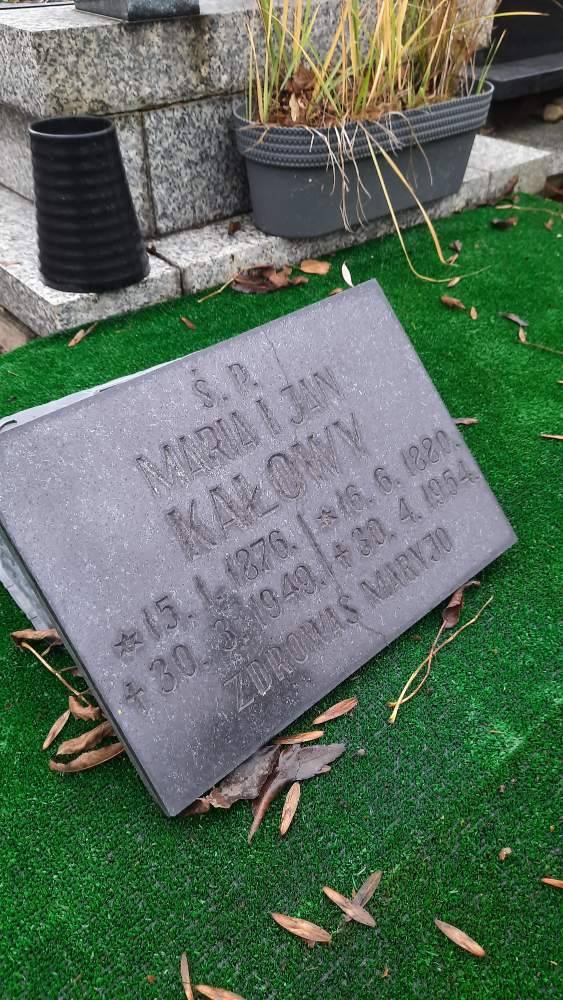 Ś. P.
MARIA I JAN
KAŁOWY
* 15. 1. 1876. * 16. 6. 1880.
+ 30. 3. 1949. + 30. 4. 1954.
ZDROWAŚ MARYJO